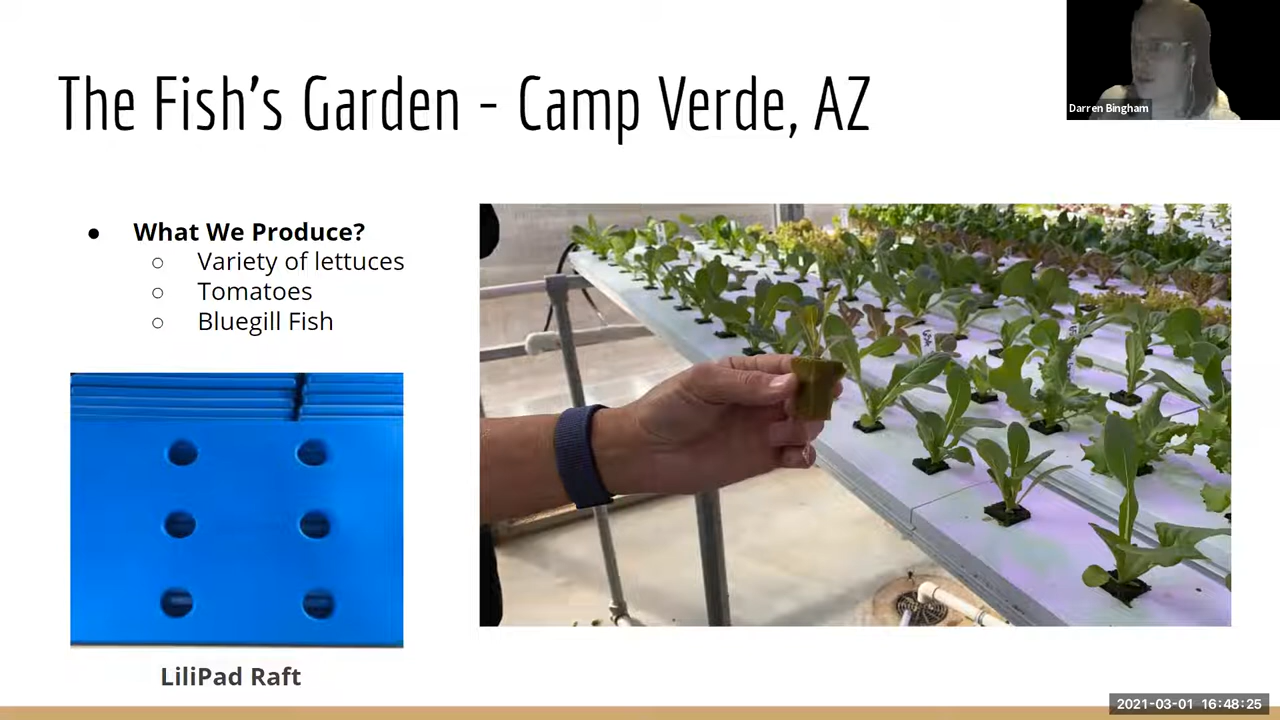 The Fish's Garden - Camp Verde, AZ
Darren Bingham
● What We Produce?
○ Variety of lettuces
○ Tomatoes
○ Bluegill Fish
LiliPad Raft
2021-03-01 16:48:25